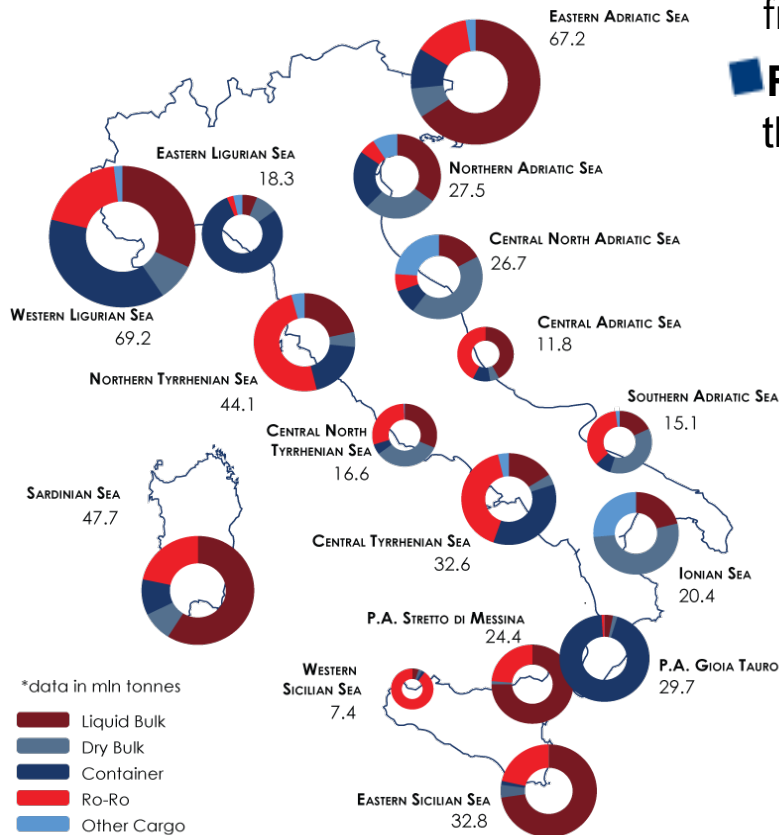 EASTERN ADRIATIC SEA
67.2
EASTERN LIGURIAN SEA
18.3
NORTHERN ADRIATIC SEA
27.5
CENTRAL NORTH ADRIATIC SEA
26.7
WESTERN LIGURIAN SEA
69.2
CENTRAL ADRIATIC SEA
11.8
NORTHERN TYRRHENIAN SEA
44.1
SOUTHERN ADRIATIC SEA
15.1
CENTRAL NORTH
TYRRHENIAN SEA
16.6
SARDINIAN SEA
47.7
CENTRAL TYRRHENIAN SEA
32.6
IONIAN SEA
20.4
P.A. STRETTO DI MESSINA
24.4
P.A. GIOIA TAURO
29.7
WESTERN
SICILIAN SEA
7.4
EASTERN SICILIAN SEA
32.8
*data in mln tonnes
Liquid Bulk
Dry Bulk
Container
Ro-Ro
Other Cargo